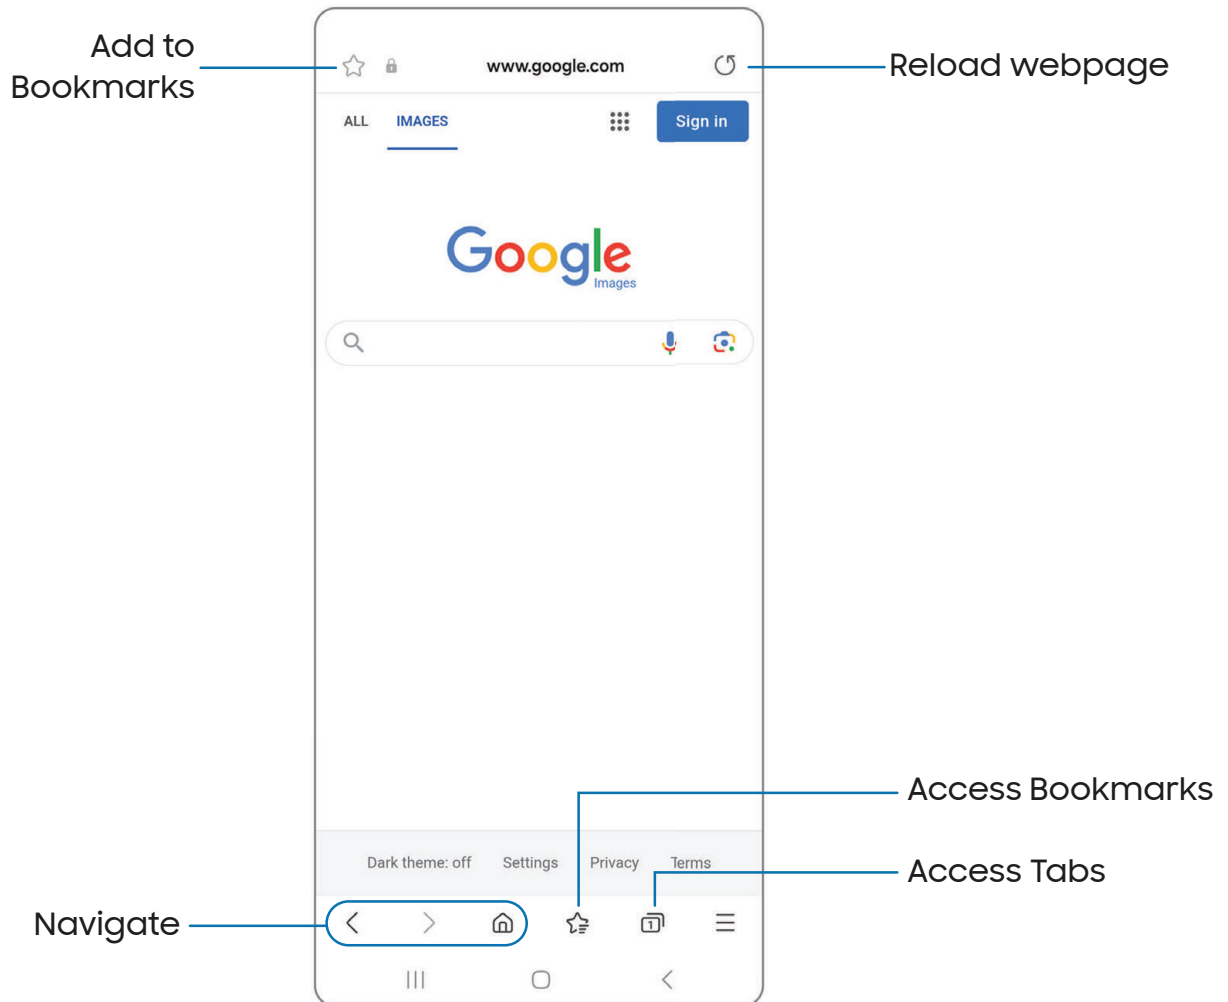 Add to
Bookmarks
www.google.com
Reload webpage
ALL IMAGES Sign in
Google
Images
Access Bookmarks
Dark theme: off Settings Privacy Terms
Access Tabs
Navigate
1